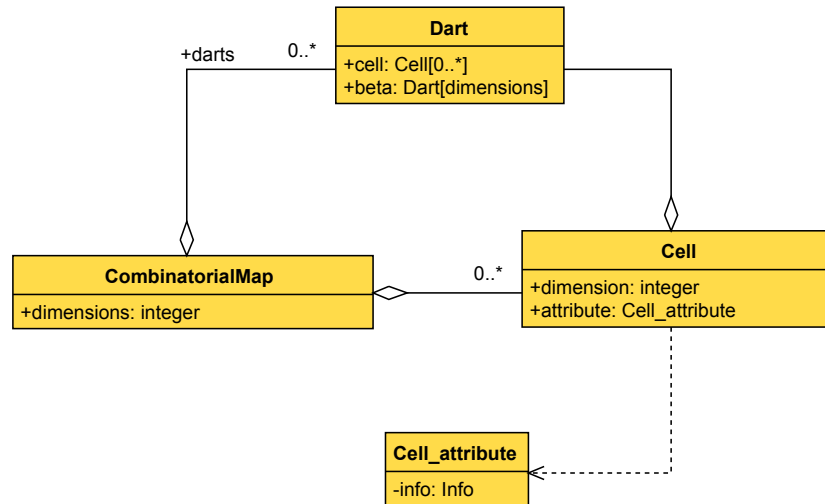 Dart
+darts
0..*
+cell: Cell[0..*]
+beta: Dart[dimensions]
CombinatorialMap
+dimensions: integer
0..*
Cell
+dimension: integer
+attribute: Cell_attribute
Cell_attribute
-info: Info